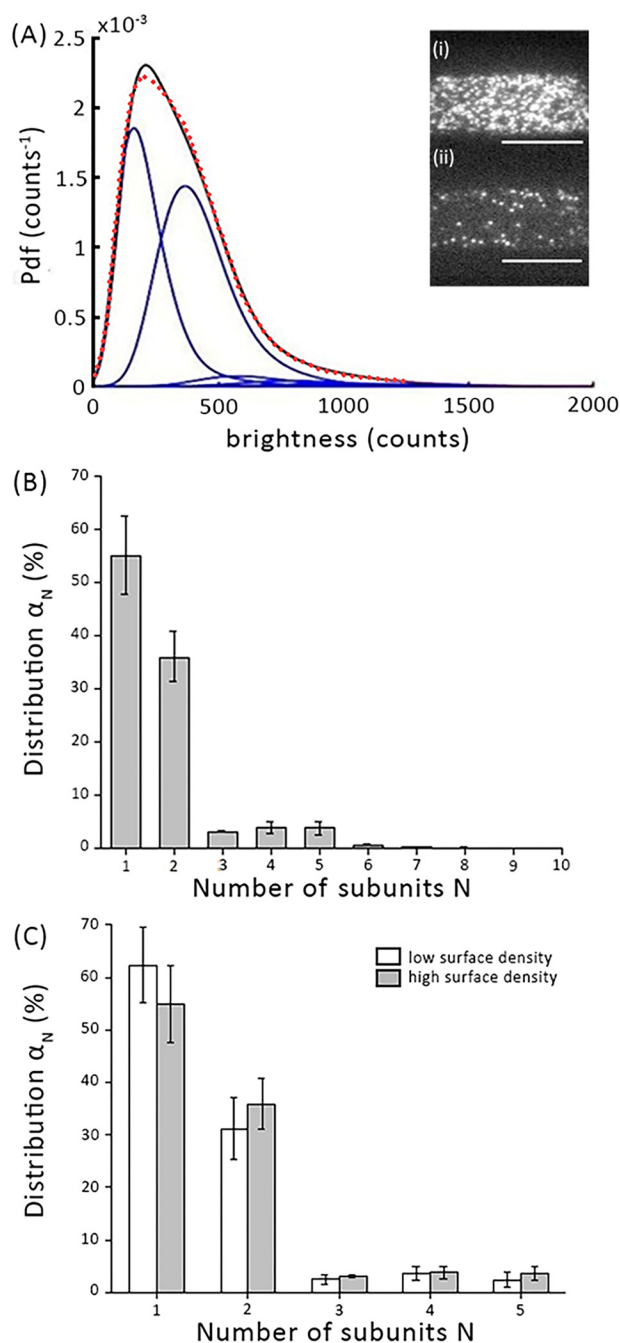 (A)
x10⁻³
2.5
2
1.5
1
0.5
0
Pdf (counts⁻¹)
0 500 1000 1500 2000
brightness (counts)
(i)
(ii)
(B)
70
60
50
40
30
20
10
0
Distribution α_N (%)
1 2 3 4 5 6 7 8 9 10
Number of subunits N
(C)
70
60
50
40
30
20
10
0
Distribution α_N (%)
low surface density
high surface density
1 2 3 4 5
Number of subunits N